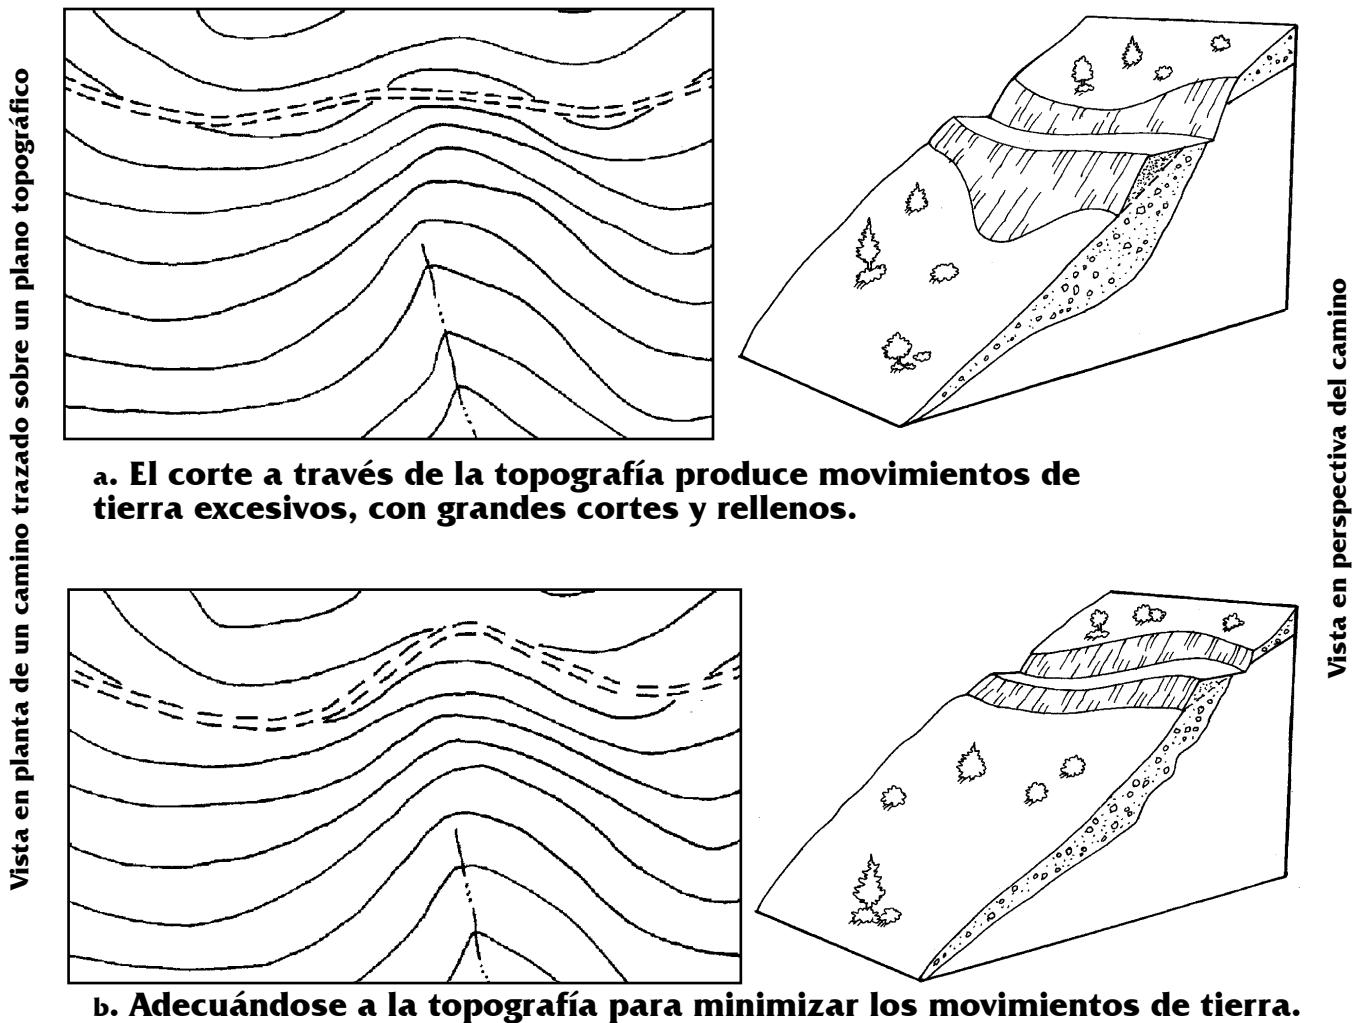 Vista en planta de un camino trazado sobre un plano topográfico
Vista en perspectiva del camino
a. El corte a través de la topografía produce movimientos de
tierra excesivos, con grandes cortes y rellenos.
b. Adecuándose a la topografía para minimizar los movimientos de tierra.